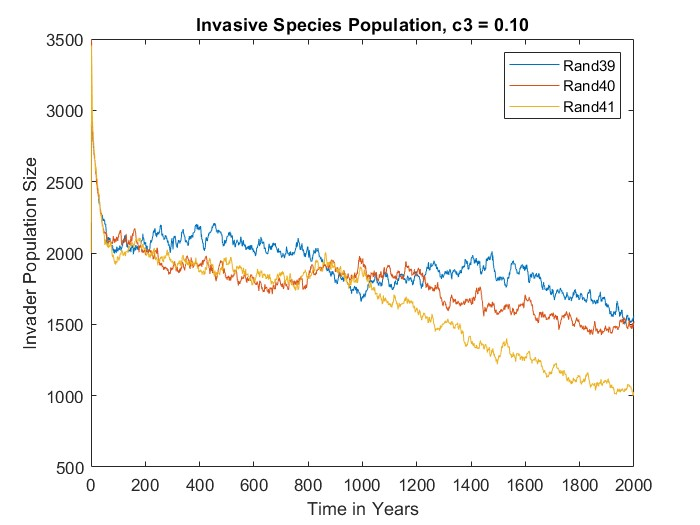 Invasive Species Population, c3 = 0.10
3500
3000
2500
2000
1500
1000
500
Invader Population Size
Rand39
Rand40
Rand41
0 200 400 600 800 1000 1200 1400 1600 1800 2000
Time in Years